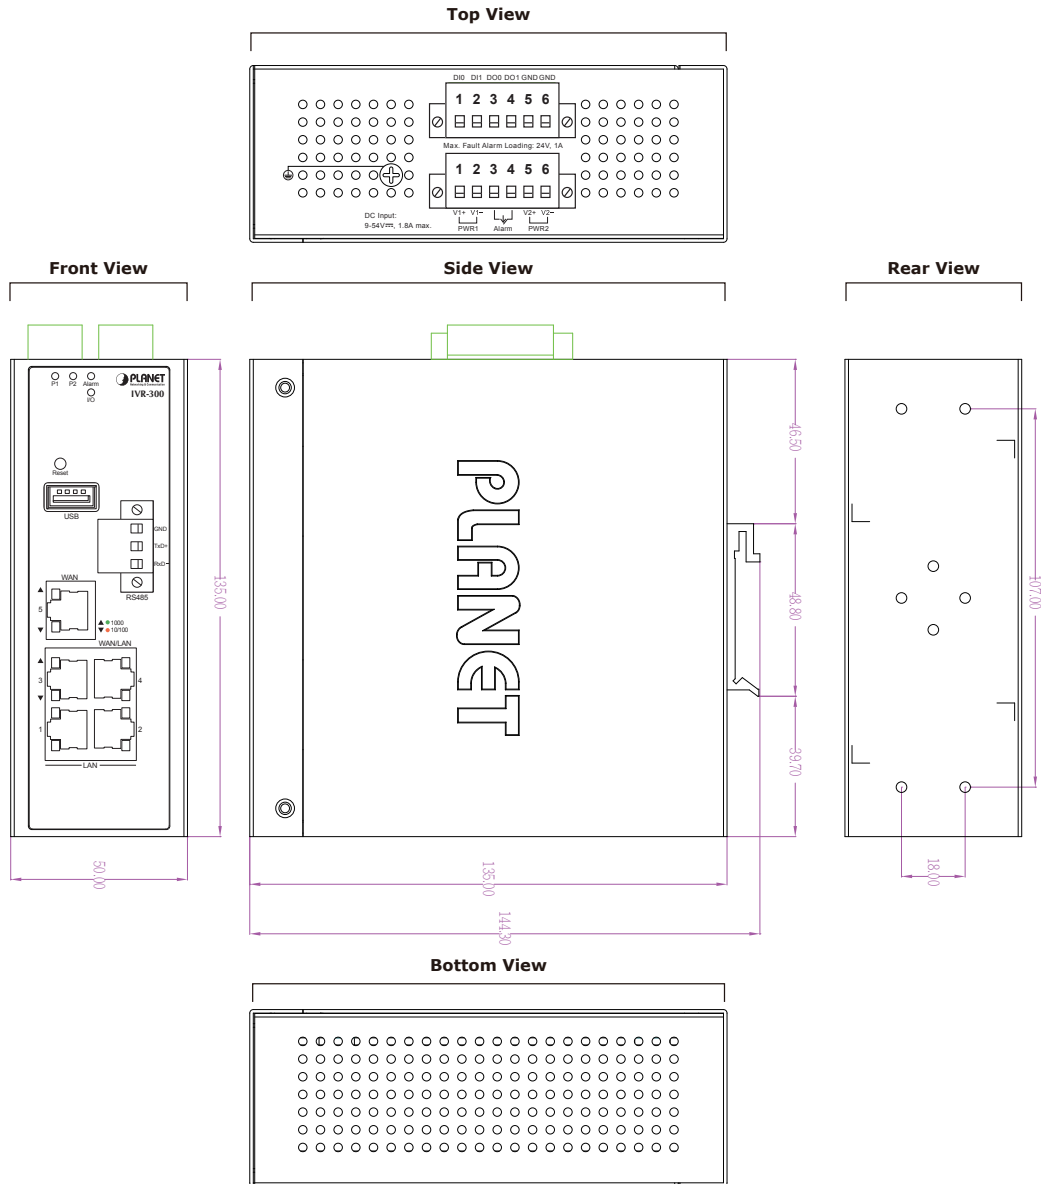 Top View
DI0 DI1 DO0 DO1 GND GND
1 2 3 4 5 6
Max. Fault Alarm Loading: 24V, 1A
1 2 3 4 5 6
V1+ V1− V2+ V2−
PWR1 Alarm PWR2
DC Input:
9-54V⎓, 1.8A max.
Front View
Side View
Rear View
P1 P2 Alarm
I/O
PLANET
Networking & Communication
IVR-300
Reset
USB
GND
TxD+
RxD−
RS485
WAN
▲
5
▼
▲ 1000
▼ 10/100
WAN/LAN
▲
3
▼
4
1
2
LAN
135.00
50.00
PLANET
46.50
48.80
39.70
135.00
144.30
107.00
18.00
Bottom View